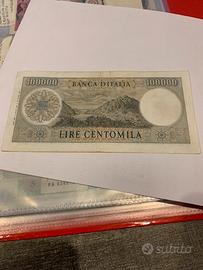 100000 BANCA D'ITALIA 100000
LIRE CENTOMILA
subito